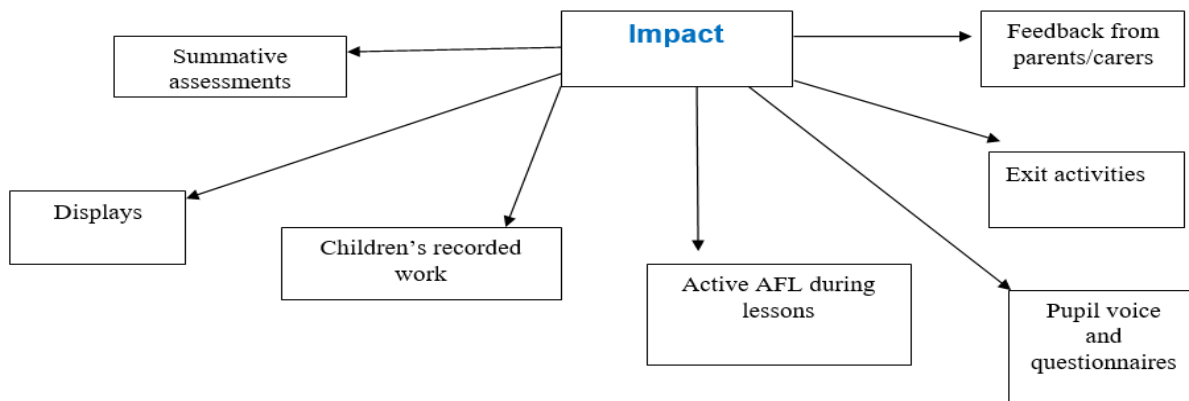 Impact
Feedback from
parents/carers
Summative
assessments
Exit activities
Displays
Children’s recorded
work
Active AFL during
lessons
Pupil voice
and
questionnaires